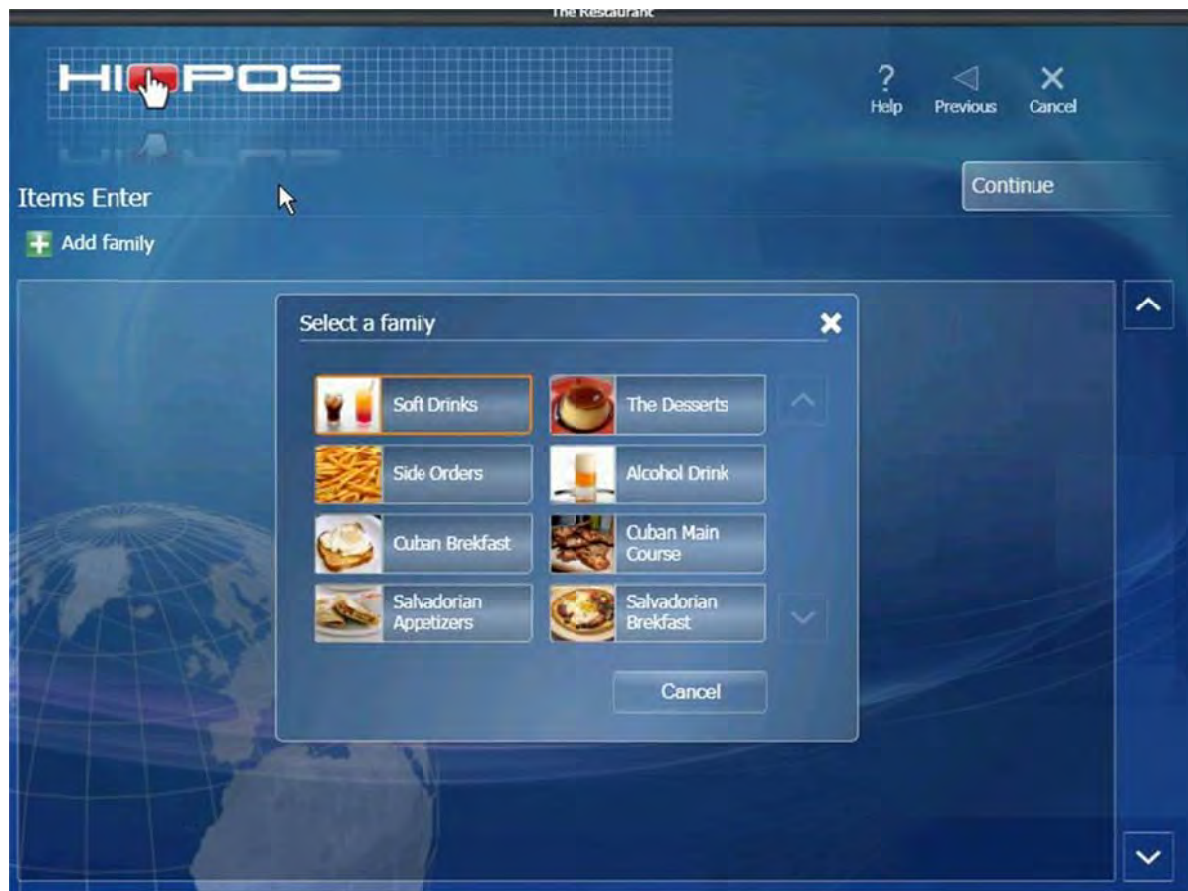 The Restaurant
HIOPOS
? Help
Previous
Cancel
Items Enter
Continue
Add family
Select a famiy
Soft Drinks
The Desserts
Side Orders
Alcohol Drink
Cuban Brekfast
Cuban Main
Course
Salvadorian
Appetizers
Salvadorian
Brekfast
Cancel